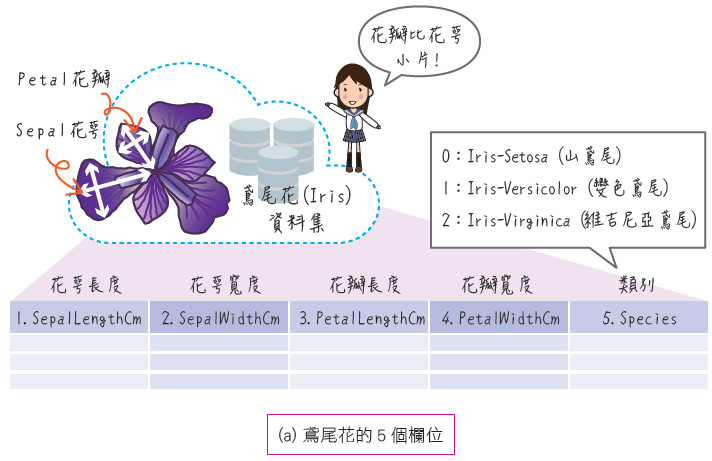 花瓣比花萼
小片!
Petal花瓣
Sepal花萼
鳶尾花(Iris)
資料集
0：Iris-Setosa (山鳶尾)
1：Iris-Versicolor (變色鳶尾)
2：Iris-Virginica (維吉尼亞鳶尾)
花萼長度 花萼寬度 花瓣長度 花瓣寬度 類別
1.SepalLengthCm 2.SepalWidthCm 3.PetalLengthCm 4.PetalWidthCm 5.Species
(a) 鳶尾花的 5 個欄位